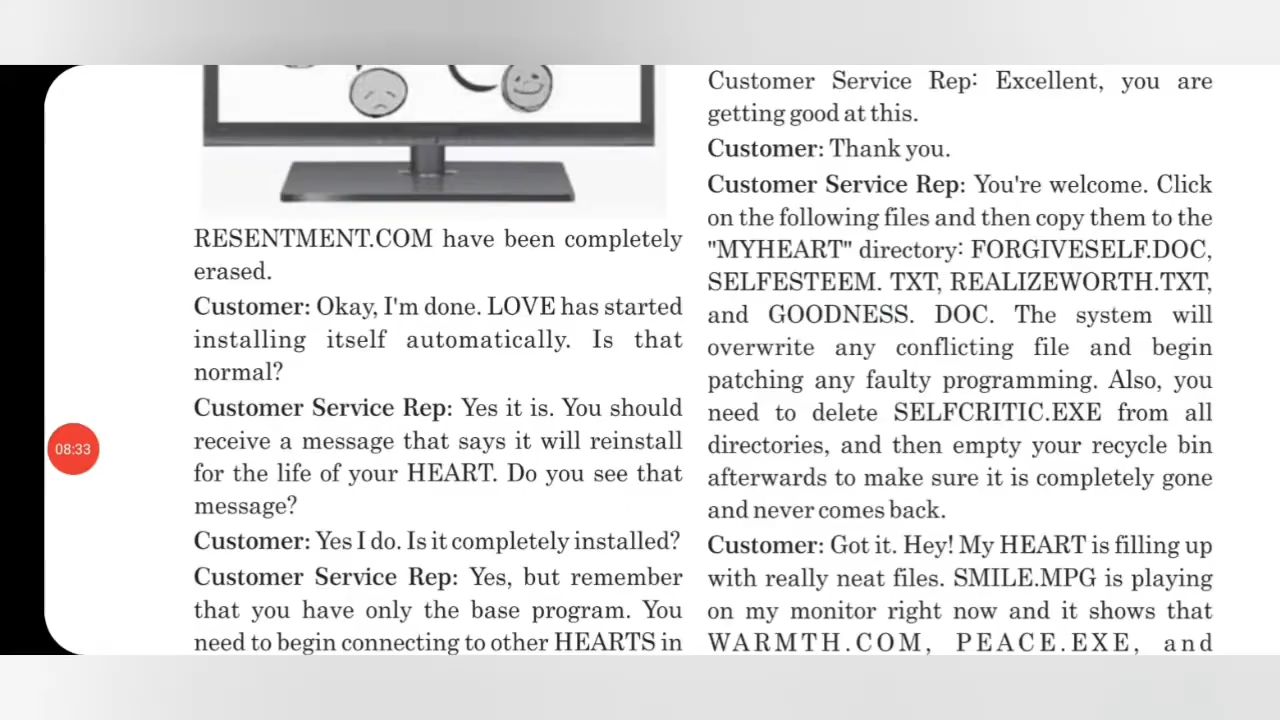 RESENTMENT.COM have been completely
erased.
Customer: Okay, I'm done. LOVE has started
installing itself automatically. Is that
normal?
Customer Service Rep: Yes it is. You should
receive a message that says it will reinstall
for the life of your HEART. Do you see that
message?
Customer: Yes I do. Is it completely installed?
Customer Service Rep: Yes, but remember
that you have only the base program. You
need to begin connecting to other HEARTS in
Customer Service Rep: Excellent, you are
getting good at this.
Customer: Thank you.
Customer Service Rep: You're welcome. Click
on the following files and then copy them to the
"MYHEART" directory: FORGIVESELF.DOC,
SELFESTEEM. TXT, REALIZEWORTH.TXT,
and GOODNESS. DOC. The system will
overwrite any conflicting file and begin
patching any faulty programming. Also, you
need to delete SELFCRITIC.EXE from all
directories, and then empty your recycle bin
afterwards to make sure it is completely gone
and never comes back.
Customer: Got it. Hey! My HEART is filling up
with really neat files. SMILE.MPG is playing
on my monitor right now and it shows that
WARMTH.COM, PEACE.EXE, and
08:33